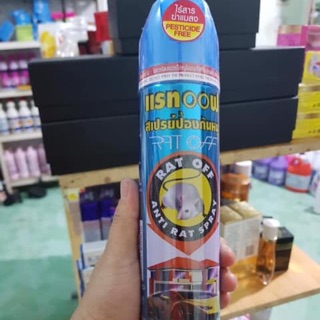 ไร้สาร
ฆ่าแมลง
PESTICIDE
FREE
แรทออฟ
สเปรย์ป้องกันหนู
RAT OFF
RAT OFF
ANTI RAT SPRAY